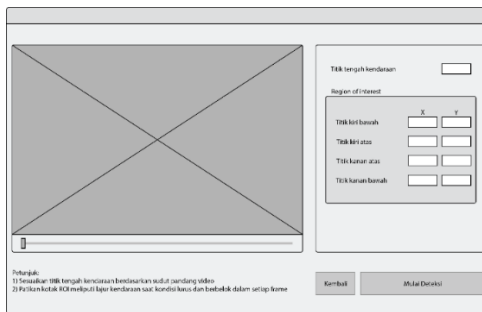 Titik tengah kendaraan
Region of Interest
X Y
Titik kiri bawah
Titik kiri atas
Titik kanan atas
Titik kanan bawah
Petunjuk:
1) Sesuaikan titik tengah kendaraan berdasarkan sudut pandang video
2) Patikan kotak ROI meliputi lajur kendaraan saat kondisi lurus dan berbelok dalam setiap frame
Kembali
Mulai Deteksi